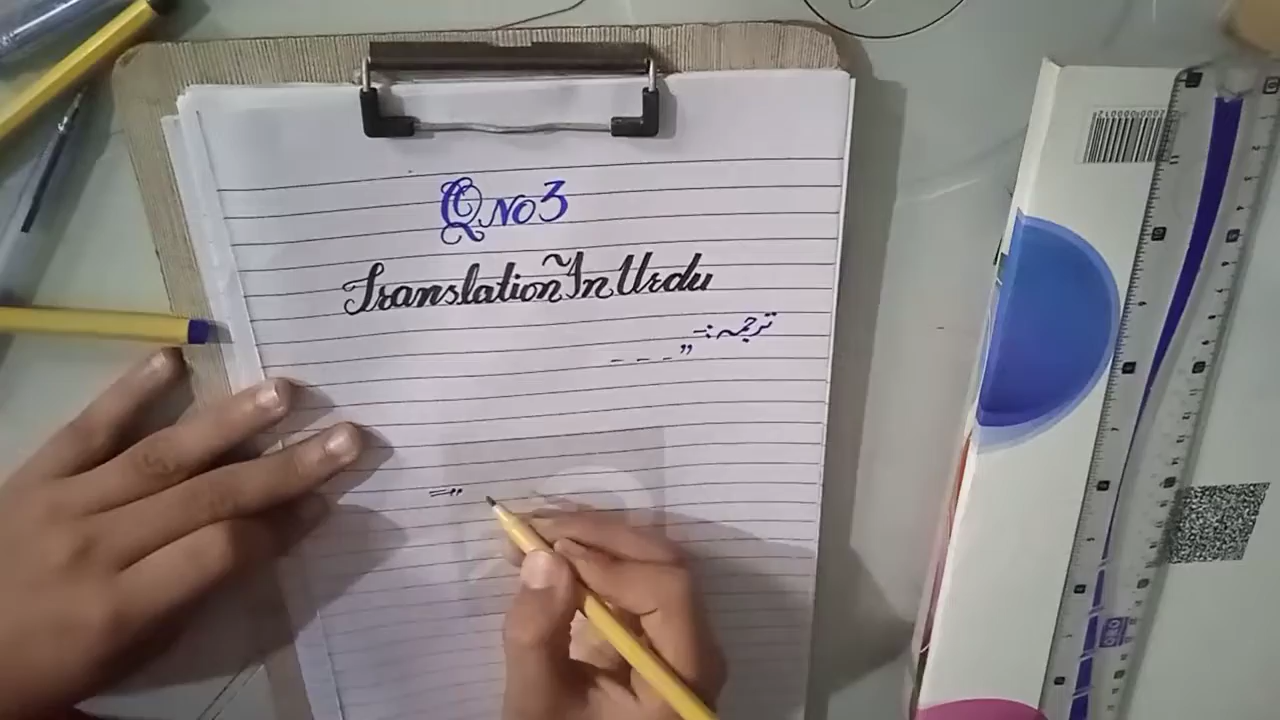 Q No 3
Translation In Urdu
ترجمہ:-
" - - -